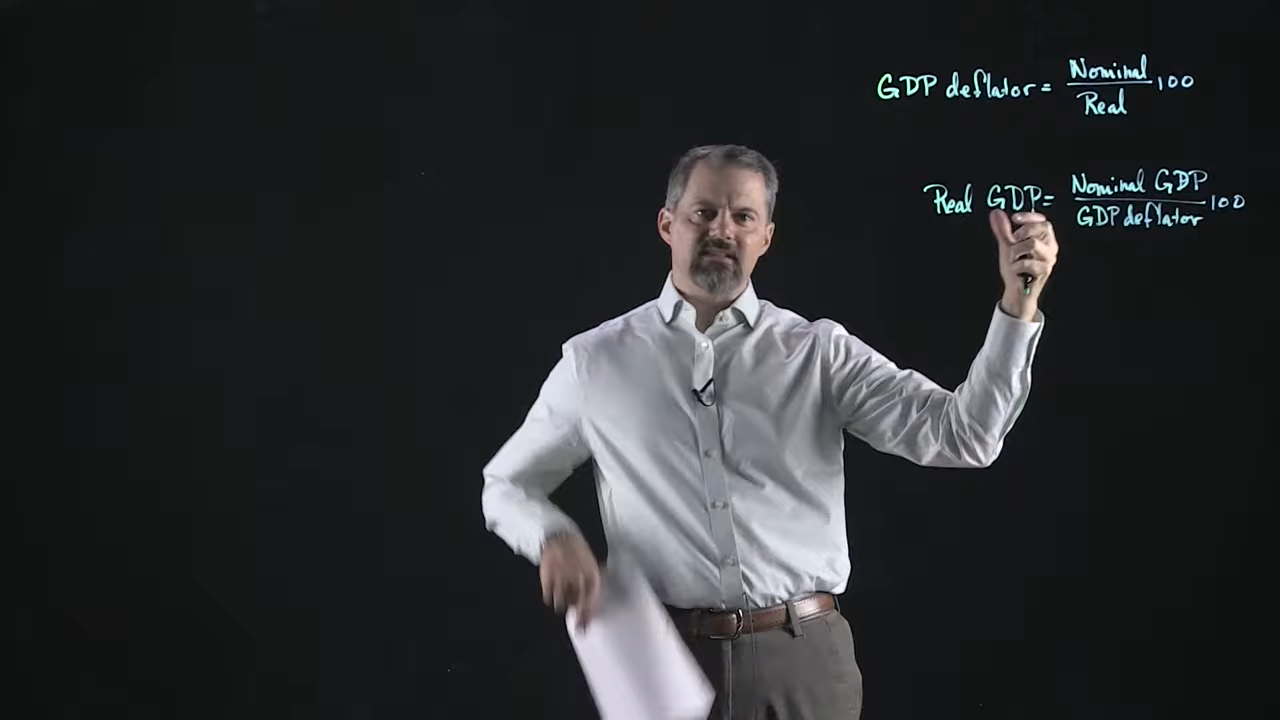 GDP deflator = Nominal / Real 100
Real GDP = Nominal GDP / GDP deflator 100